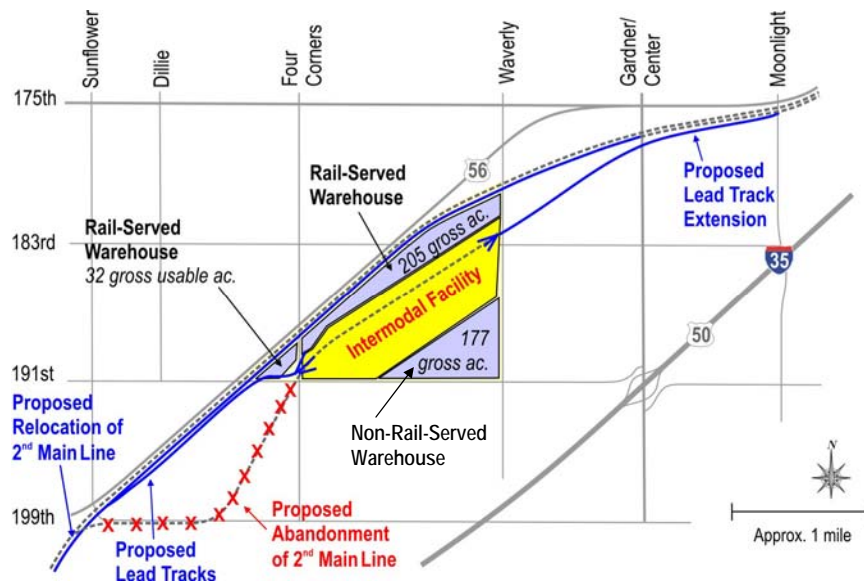 Sunflower
Dillie
Four
Corners
Waverly
Gardner/
Center
Moonlight
175th
56
Proposed
Lead Track
Extension
Rail-Served
Warehouse
Rail-Served
Warehouse
32 gross usable ac.
205 gross ac.
183rd
35
Intermodal Facility
50
177
gross ac.
191st
Proposed
Relocation of
2nd Main Line
Non-Rail-Served
Warehouse
N
199th
Proposed
Lead Tracks
Proposed
Abandonment
of 2nd Main Line
Approx. 1 mile